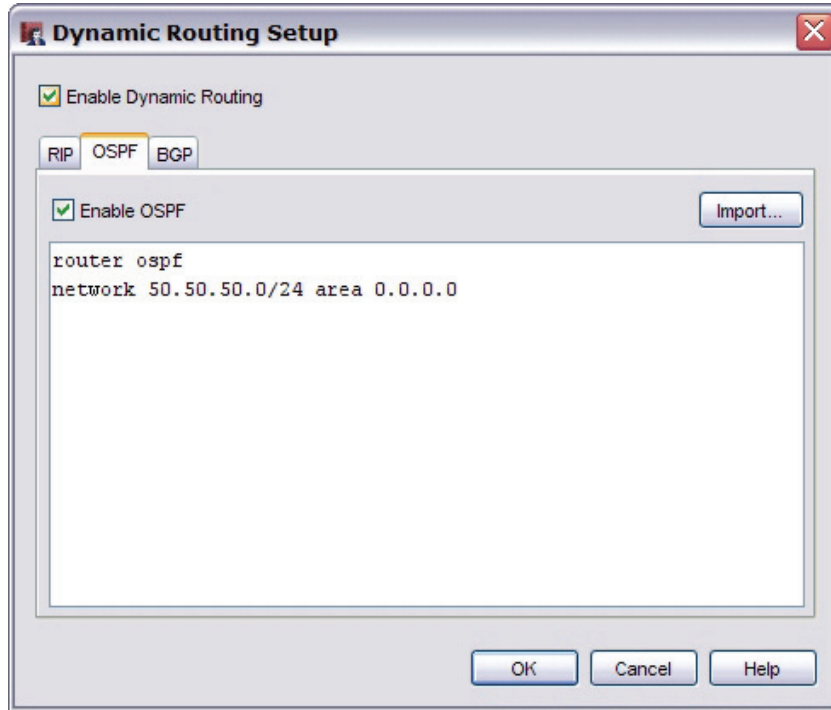 Dynamic Routing Setup
Enable Dynamic Routing
RIP OSPF BGP
Enable OSPF Import...
router ospf
network 50.50.50.0/24 area 0.0.0.0
OK Cancel Help